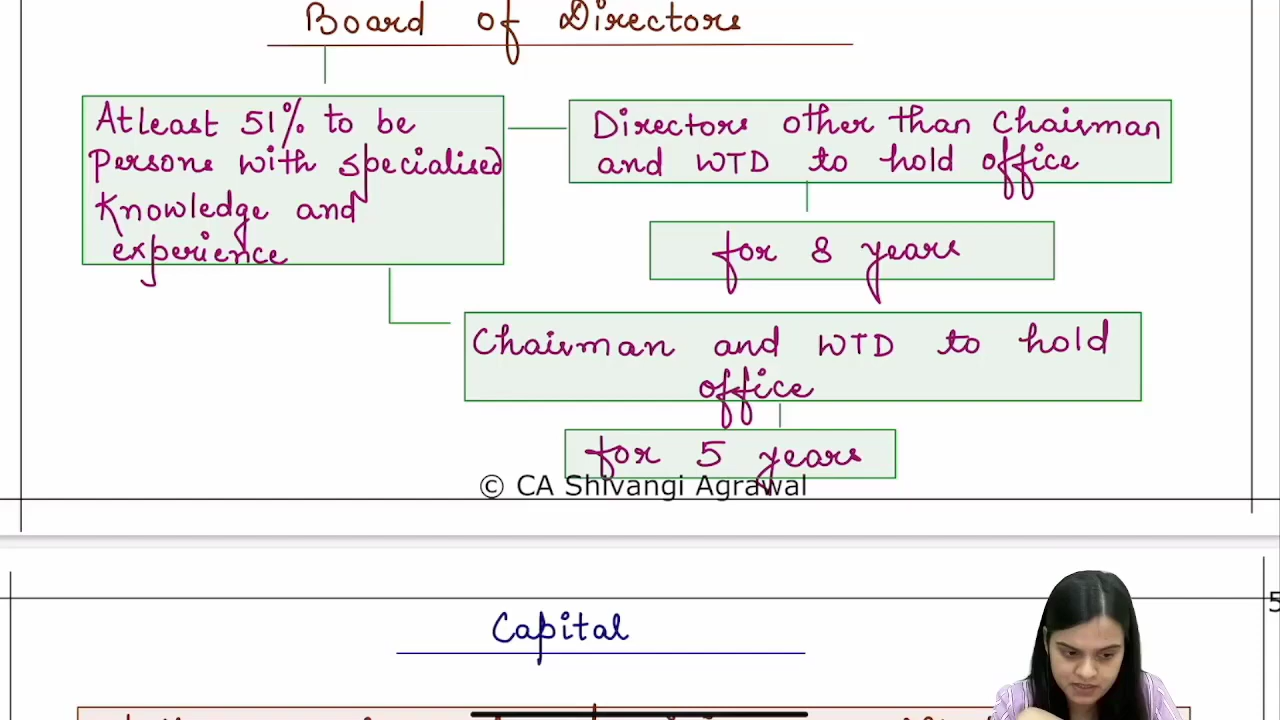 Board of Directors
Atleast 51% to be
Persons with specialised
Knowledge and
experience
Directors other than Chairman
and WTD to hold office
for 8 years
Chairman and WTD to hold
office
for 5 years
© CA Shivangi Agrawal
5
Capital